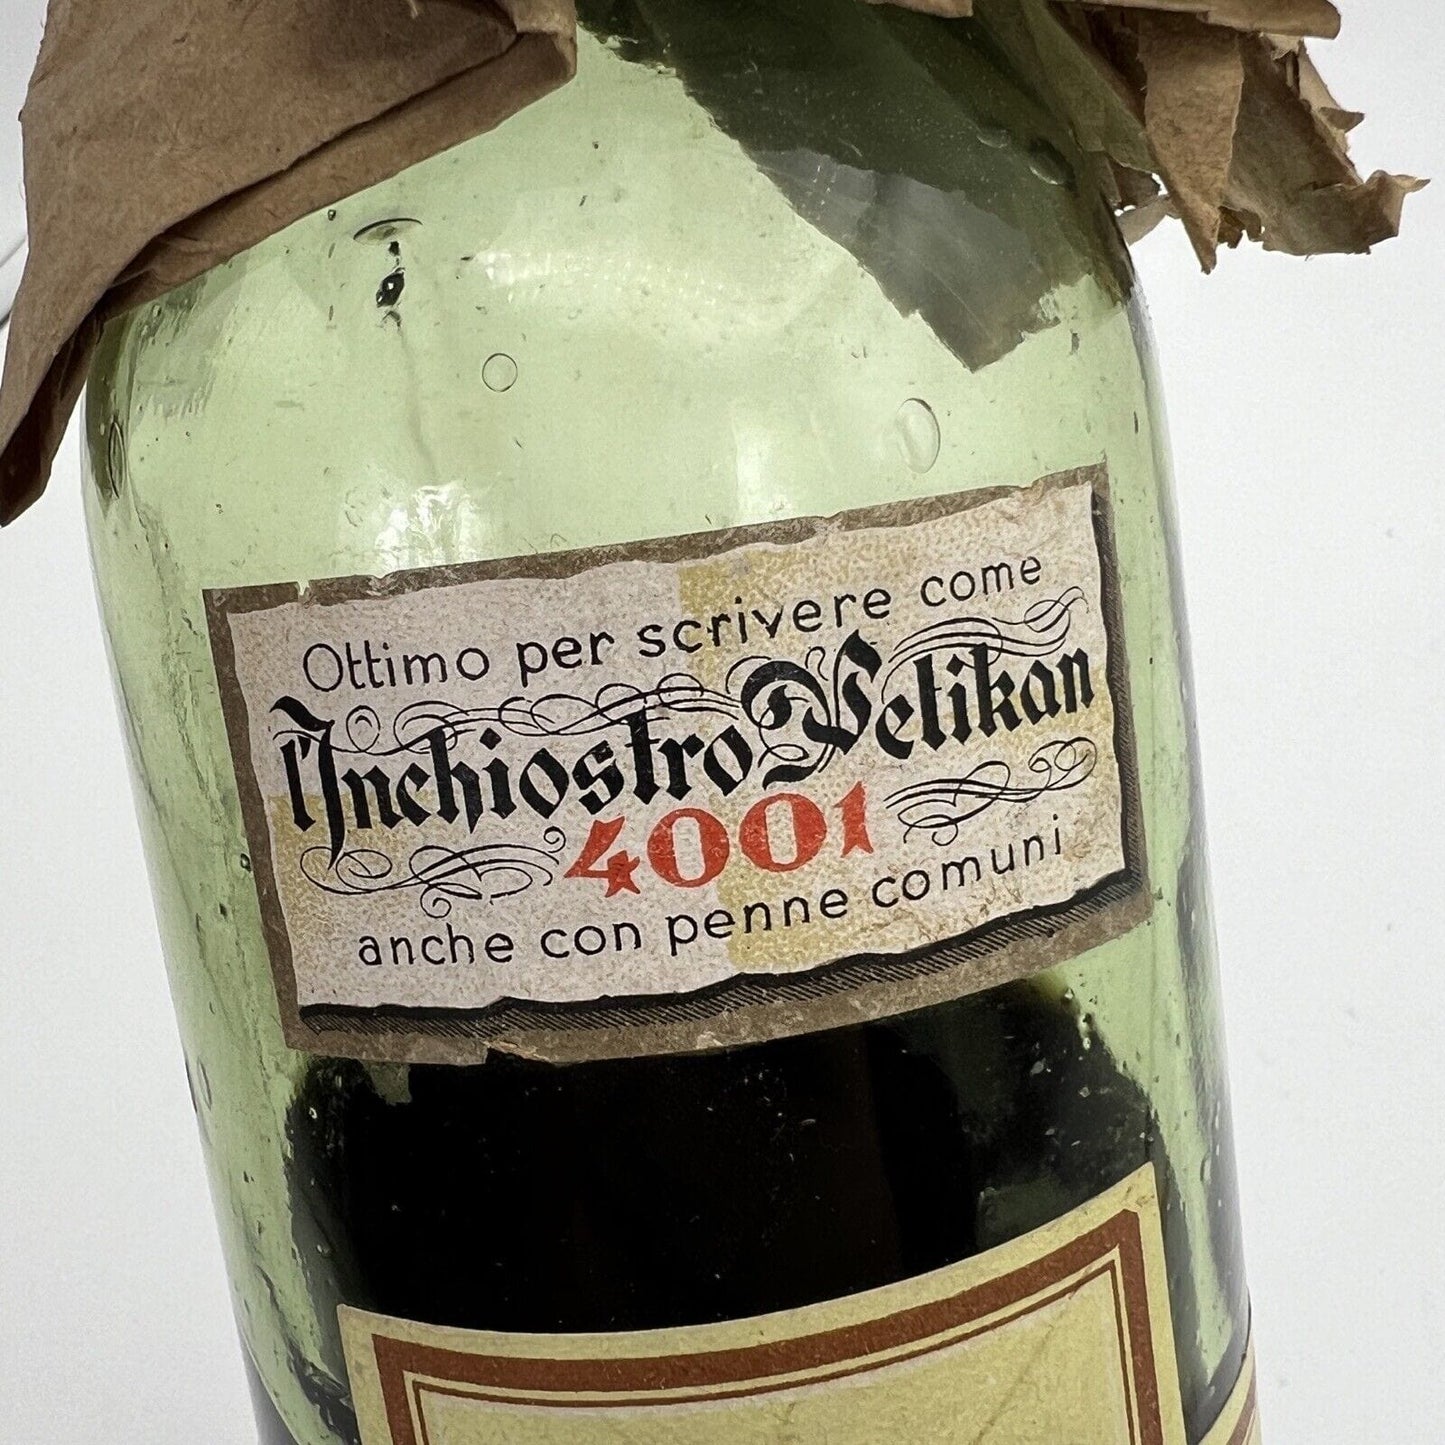 Ottimo per scrivere come
l'Inchiostro Pelikan
4001
anche con penne comuni